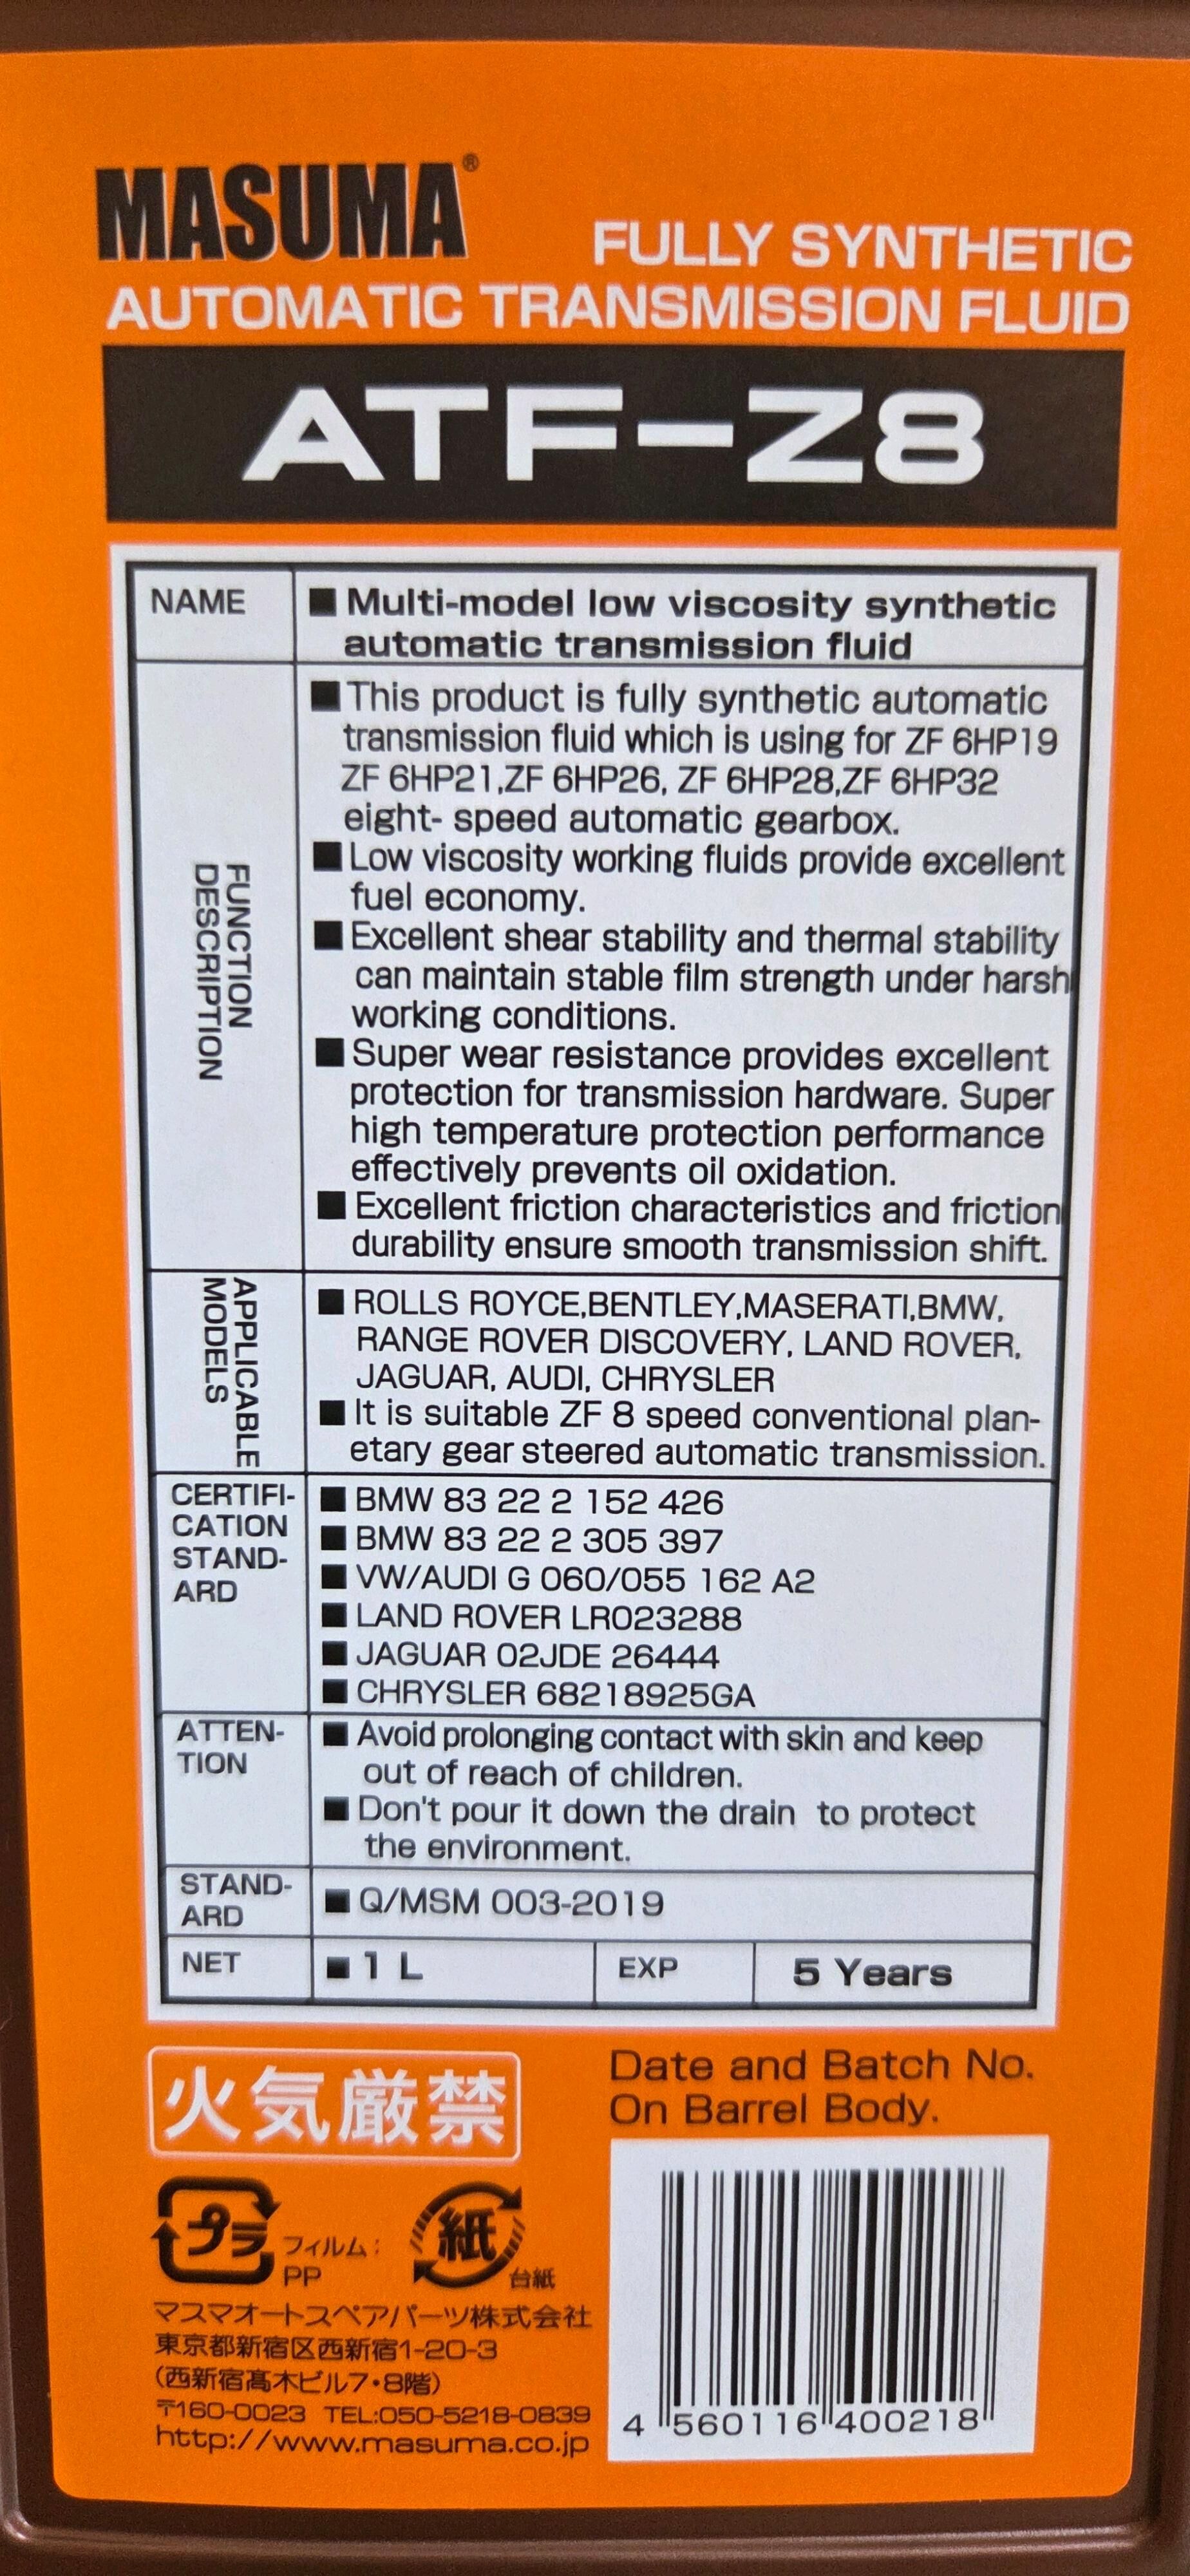 MASUMA®
FULLY SYNTHETIC
AUTOMATIC TRANSMISSION FLUID
ATF-Z8
NAME
■ Multi-model low viscosity synthetic
automatic transmission fluid
FUNCTION
DESCRIPTION
■ This product is fully synthetic automatic
transmission fluid which is using for ZF 6HP19
ZF 6HP21,ZF 6HP26, ZF 6HP28,ZF 6HP32
eight- speed automatic gearbox.
■ Low viscosity working fluids provide excellent
fuel economy.
■ Excellent shear stability and thermal stability
can maintain stable film strength under harsh
working conditions.
■ Super wear resistance provides excellent
protection for transmission hardware. Super
high temperature protection performance
effectively prevents oil oxidation.
■ Excellent friction characteristics and friction
durability ensure smooth transmission shift.
APPLICABLE
MODELS
■ ROLLS ROYCE,BENTLEY,MASERATI,BMW,
RANGE ROVER DISCOVERY, LAND ROVER,
JAGUAR, AUDI, CHRYSLER
■ It is suitable ZF 8 speed conventional plan-
etary gear steered automatic transmission.
CERTIFI-
CATION
STAND-
ARD
■ BMW 83 22 2 152 426
■ BMW 83 22 2 305 397
■ VW/AUDI G 060/055 162 A2
■ LAND ROVER LR023288
■ JAGUAR 02JDE 26444
■ CHRYSLER 68218925GA
ATTEN-
TION
■ Avoid prolonging contact with skin and keep
out of reach of children.
■ Don't pour it down the drain to protect
the environment.
STAND-
ARD
■ Q/MSM 003-2019
NET
■ 1 L
EXP
5 Years
火気厳禁
Date and Batch No.
On Barrel Body.
プラ
フィルム：
PP
紙
台紙
マスマオートスペアパーツ株式会社
東京都新宿区西新宿1-20-3
(西新宿髙木ビル7・8階)
〒160-0023 TEL:050-5218-0839
http://www.masuma.co.jp
4 560116 400218